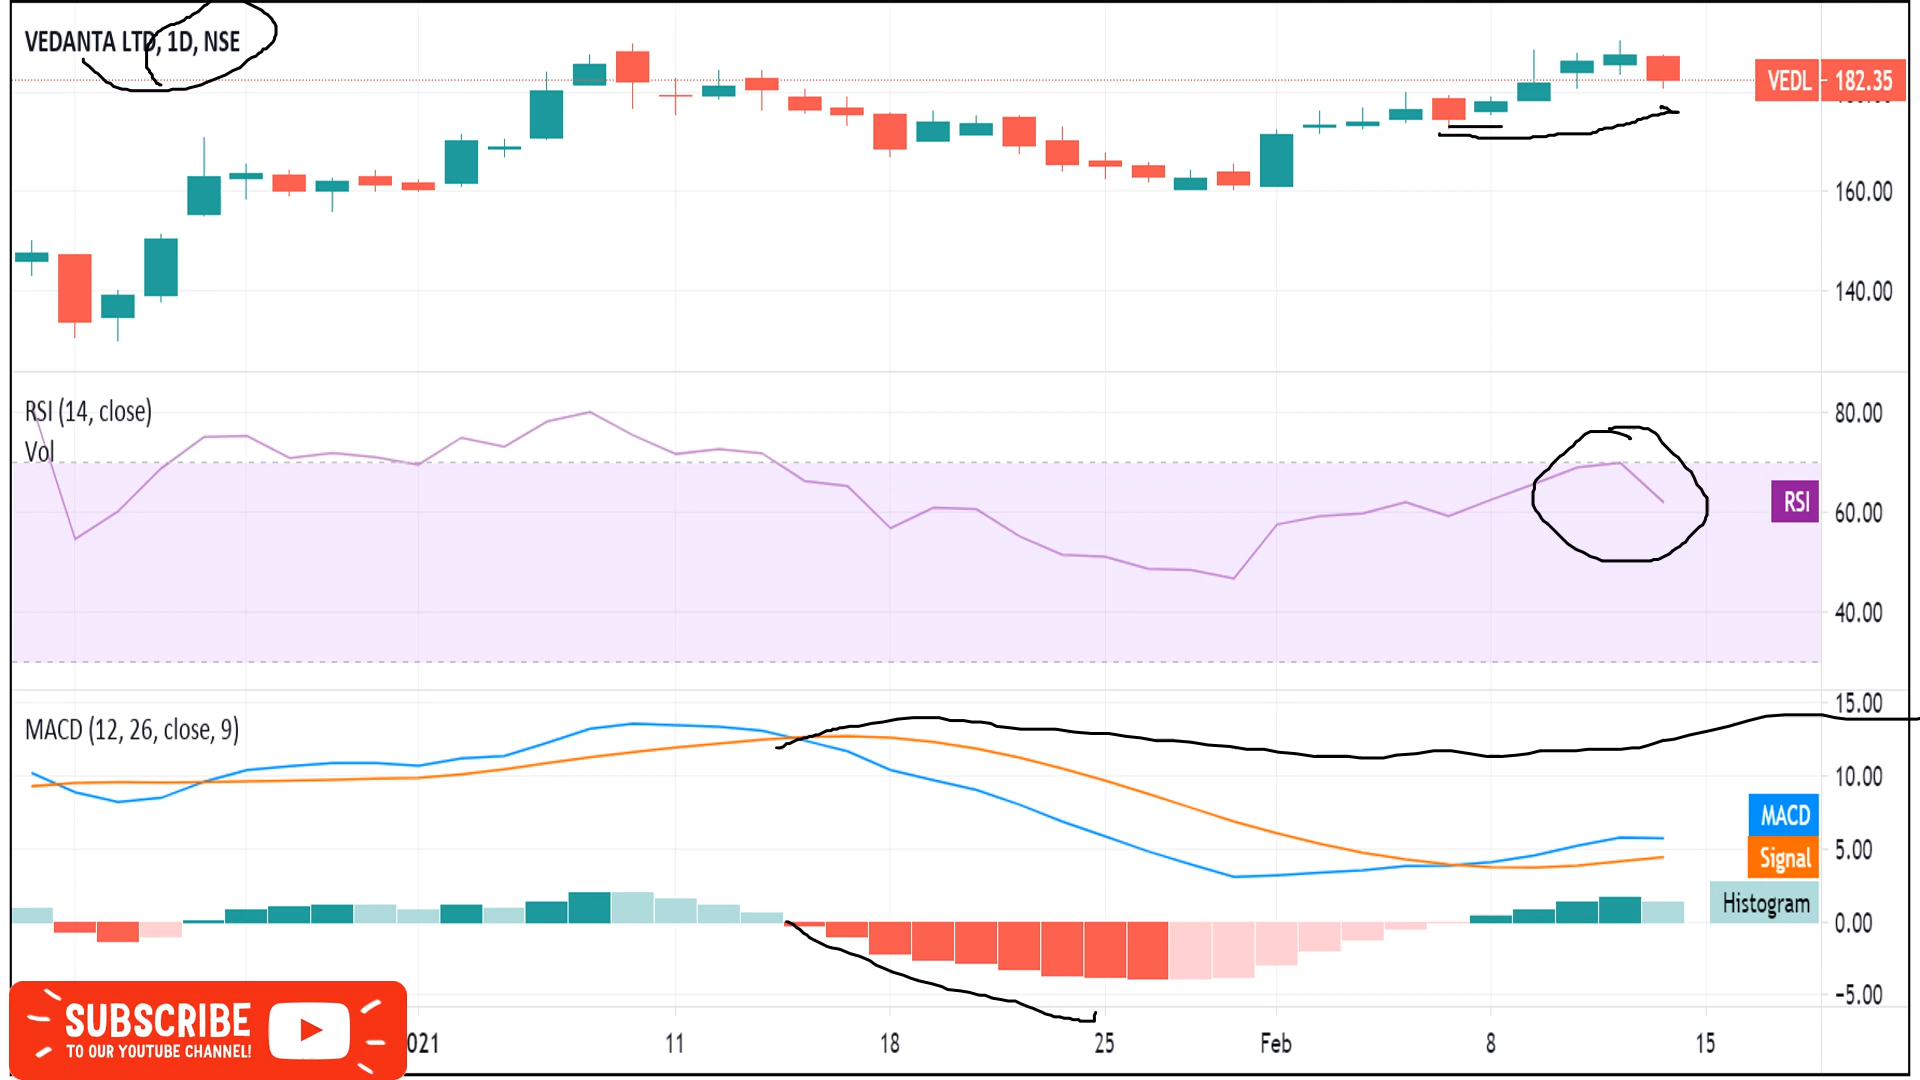 VEDANTA LTD, 1D, NSE
VEDL 182.35
160.00
140.00
RSI (14, close)
Vol
80.00
RSI
60.00
40.00
MACD (12, 26, close, 9)
15.00
10.00
MACD
5.00
Signal
Histogram
0.00
-5.00
SUBSCRIBE
TO OUR YOUTUBE CHANNEL!
021 11 18 25 Feb 8 15